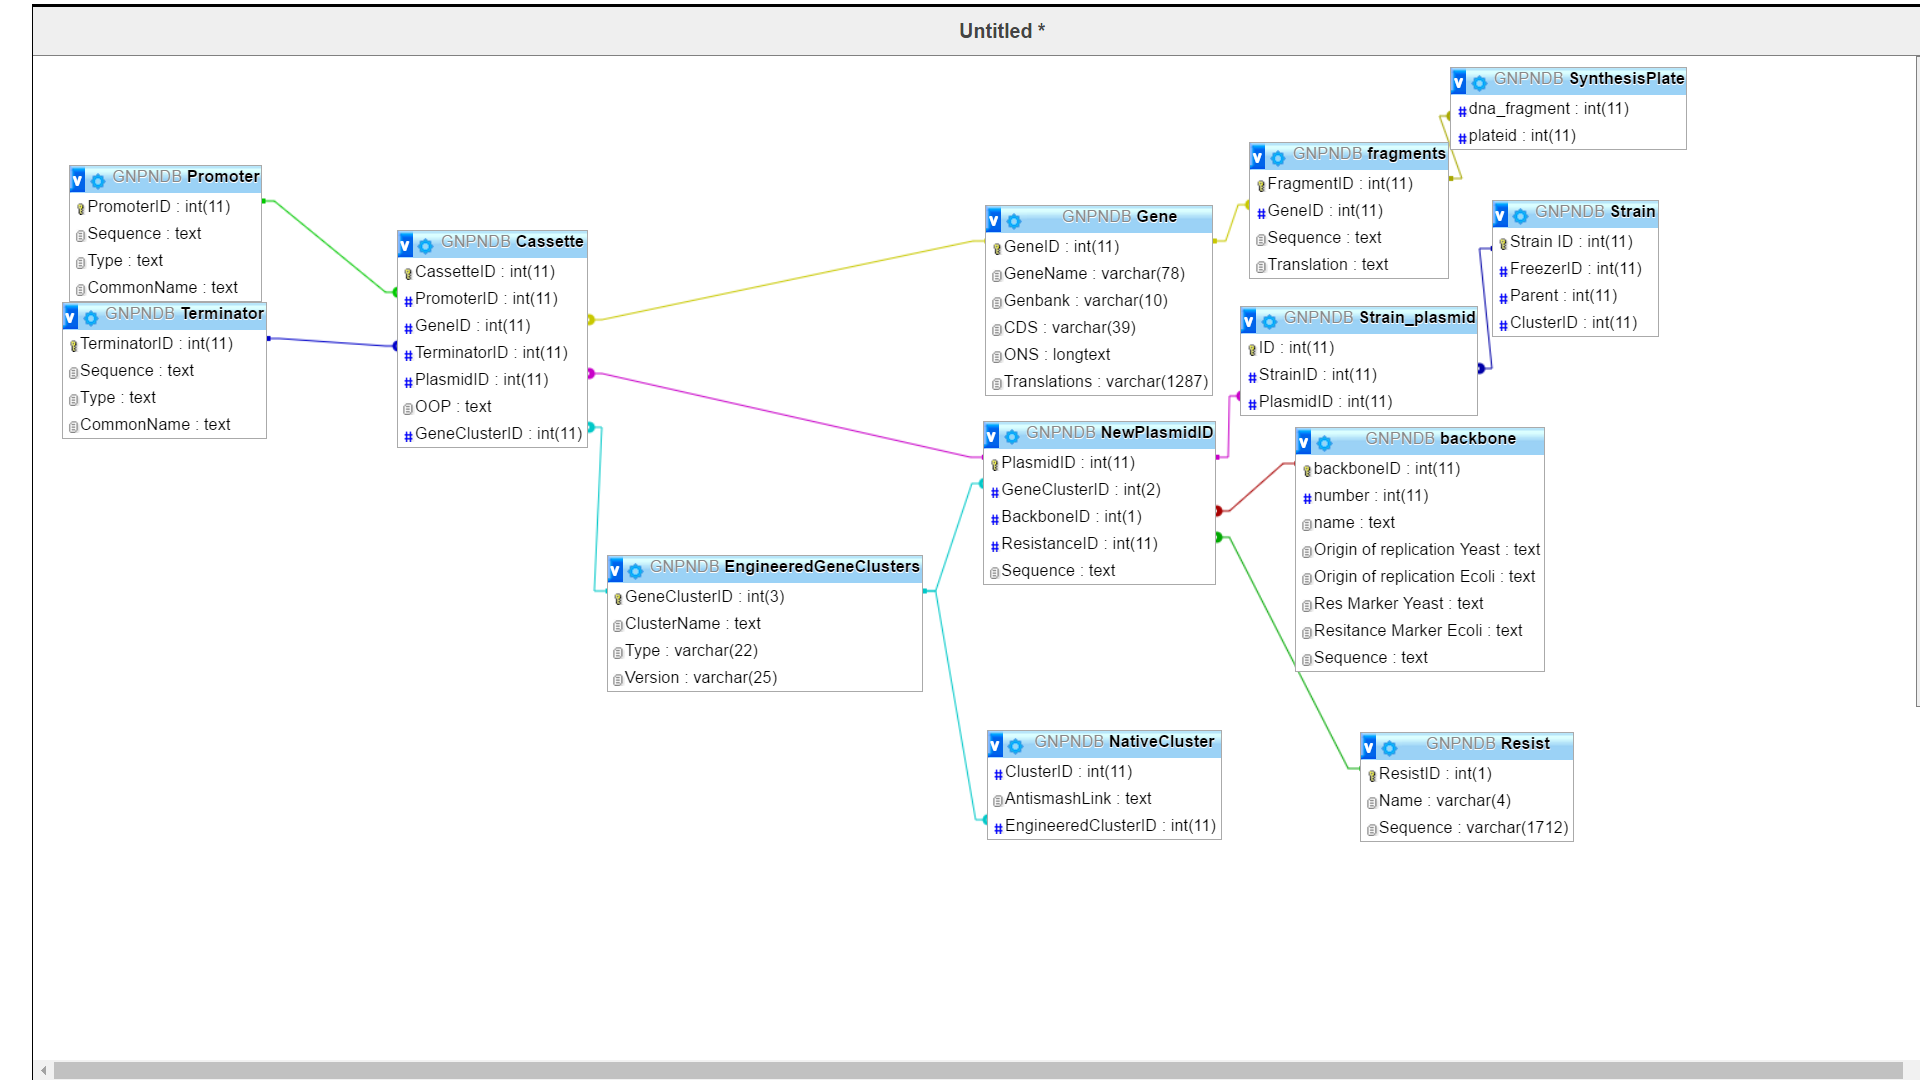 Untitled *
GNPNDB SynthesisPlate
#dna_fragment : int(11)
#plateid : int(11)
GNPNDB fragments
FragmentID : int(11)
#GeneID : int(11)
Sequence : text
Translation : text
GNPNDB Promoter
PromoterID : int(11)
Sequence : text
Type : text
CommonName : text
GNPNDB Terminator
TerminatorID : int(11)
Sequence : text
Type : text
CommonName : text
GNPNDB Cassette
CassetteID : int(11)
#PromoterID : int(11)
#GeneID : int(11)
#TerminatorID : int(11)
#PlasmidID : int(11)
OOP : text
#GeneClusterID : int(11)
GNPNDB Gene
GeneID : int(11)
GeneName : varchar(78)
Genbank : varchar(10)
CDS : varchar(39)
ONS : longtext
Translations : varchar(1287)
GNPNDB Strain
Strain ID : int(11)
#FreezerID : int(11)
#Parent : int(11)
#ClusterID : int(11)
GNPNDB Strain_plasmid
ID : int(11)
#StrainID : int(11)
#PlasmidID : int(11)
GNPNDB NewPlasmidID
PlasmidID : int(11)
#GeneClusterID : int(2)
#BackboneID : int(1)
#ResistanceID : int(11)
Sequence : text
GNPNDB backbone
backboneID : int(11)
#number : int(11)
name : text
Origin of replication Yeast : text
Origin of replication Ecoli : text
Res Marker Yeast : text
Resitance Marker Ecoli : text
Sequence : text
GNPNDB EngineeredGeneClusters
GeneClusterID : int(3)
ClusterName : text
Type : varchar(22)
Version : varchar(25)
GNPNDB NativeCluster
#ClusterID : int(11)
AntismashLink : text
#EngineeredClusterID : int(11)
GNPNDB Resist
ResistID : int(1)
Name : varchar(4)
Sequence : varchar(1712)